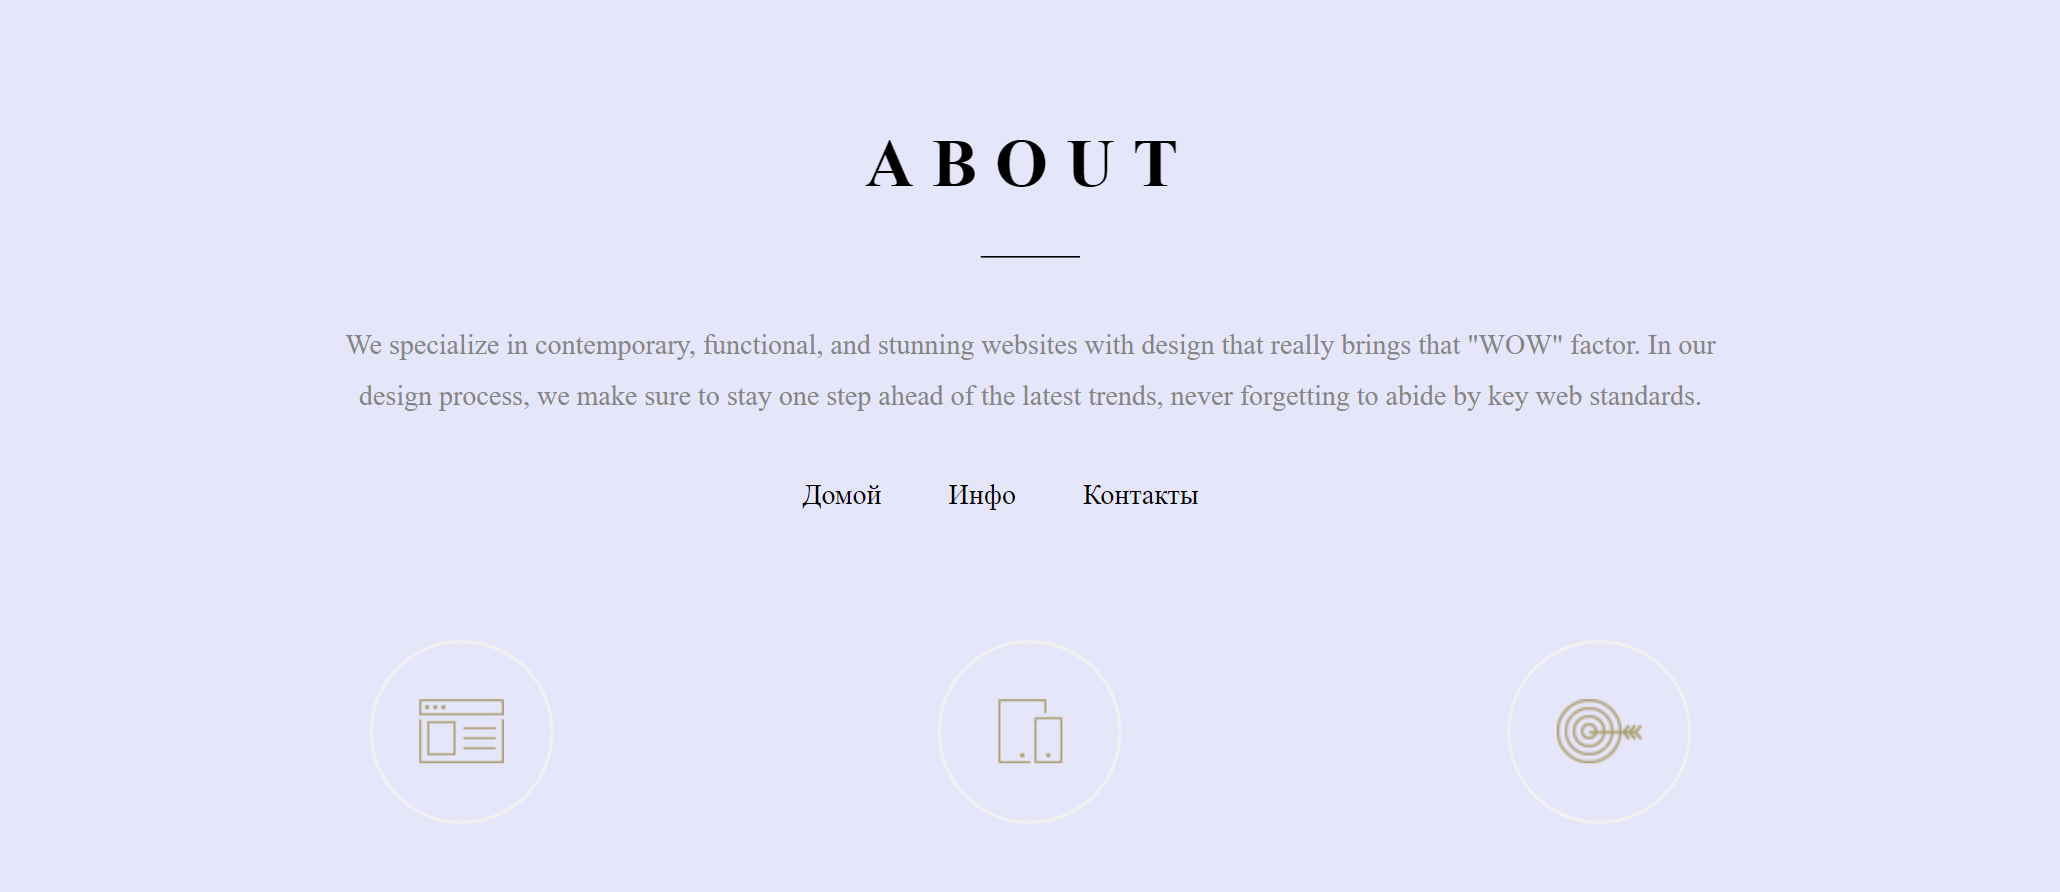 ABOUT
We specialize in contemporary, functional, and stunning websites with design that really brings that "WOW" factor. In our
design process, we make sure to stay one step ahead of the latest trends, never forgetting to abide by key web standards.
Домой Инфо Контакты